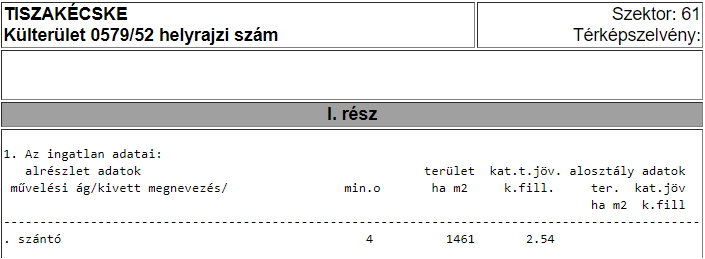 TISZAKÉCSKE
Külterület 0579/52 helyrajzi szám
Szektor: 61
Térképszelvény:
I. rész
1. Az ingatlan adatai:
alrészlet adatok terület kat.t.jöv. alosztály adatok
művelési ág/kivett megnevezés/ min.o ha m2 k.fill. ter. kat.jöv
ha m2 k.fill
. szántó 4 1461 2.54